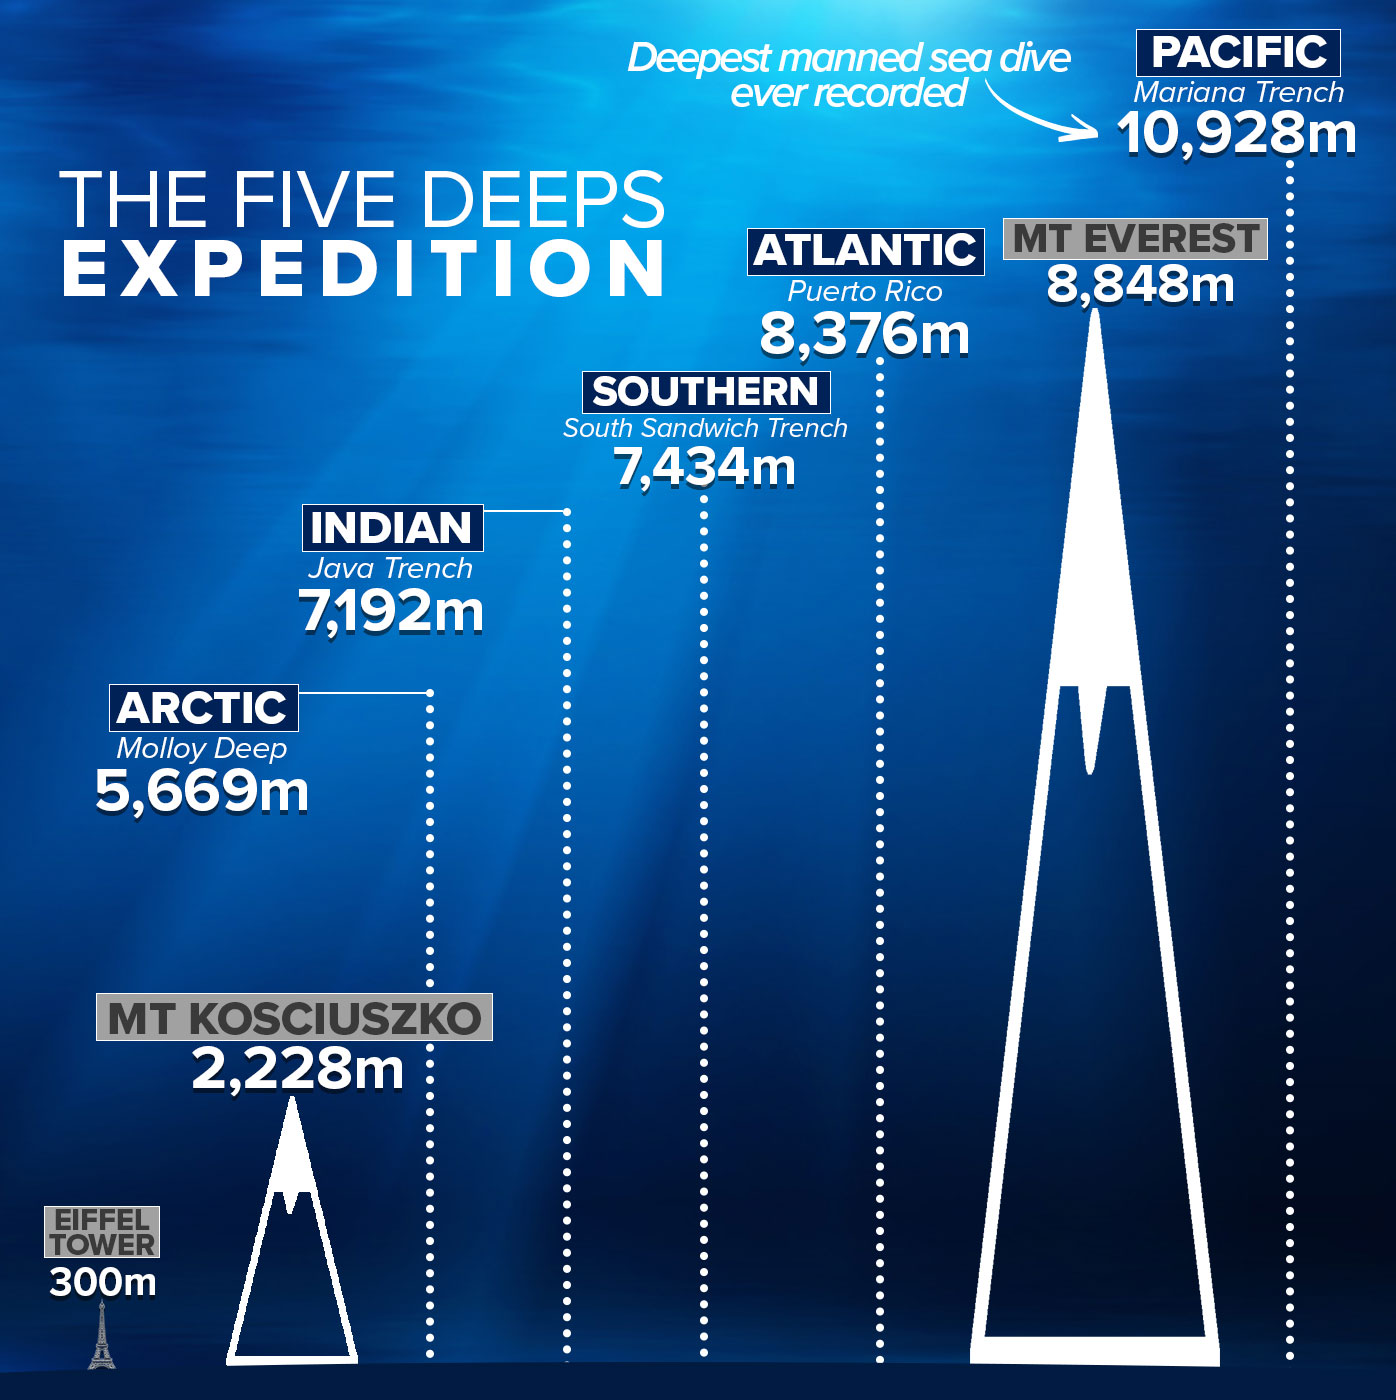 Deepest manned sea dive
ever recorded
PACIFIC
Mariana Trench
10,928m
THE FIVE DEEPS
EXPEDITION
ATLANTIC
Puerto Rico
8,376m
MT EVEREST
8,848m
SOUTHERN
South Sandwich Trench
7,434m
INDIAN
Java Trench
7,192m
ARCTIC
Molloy Deep
5,669m
MT KOSCIUSZKO
2,228m
EIFFEL
TOWER
300m